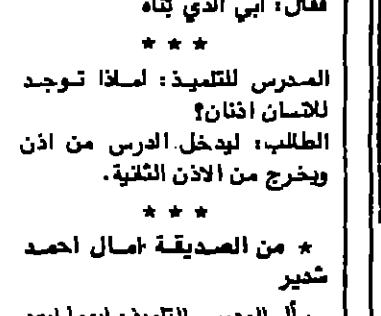 فقال: ابي الذي بناه
* * *
المدرس للتلميذ: لماذا توجد
للانسان اذنان؟
الطالب: ليدخل الدرس من اذن
ويخرج من الاذن الثانية.
* * *
* من الصديقة امال احمد
شدير